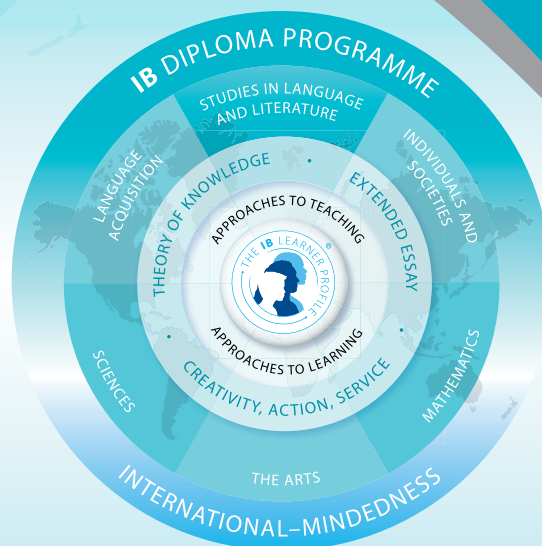 IB DIPLOMA PROGRAMME
STUDIES IN LANGUAGE
AND LITERATURE
LANGUAGE
ACQUISITION
INDIVIDUALS AND
SOCIETIES
THEORY OF KNOWLEDGE
EXTENDED ESSAY
APPROACHES TO TEACHING
THE IB LEARNER PROFILE
®
APPROACHES TO LEARNING
CREATIVITY, ACTION, SERVICE
SCIENCES
MATHEMATICS
THE ARTS
INTERNATIONAL–MINDEDNESS